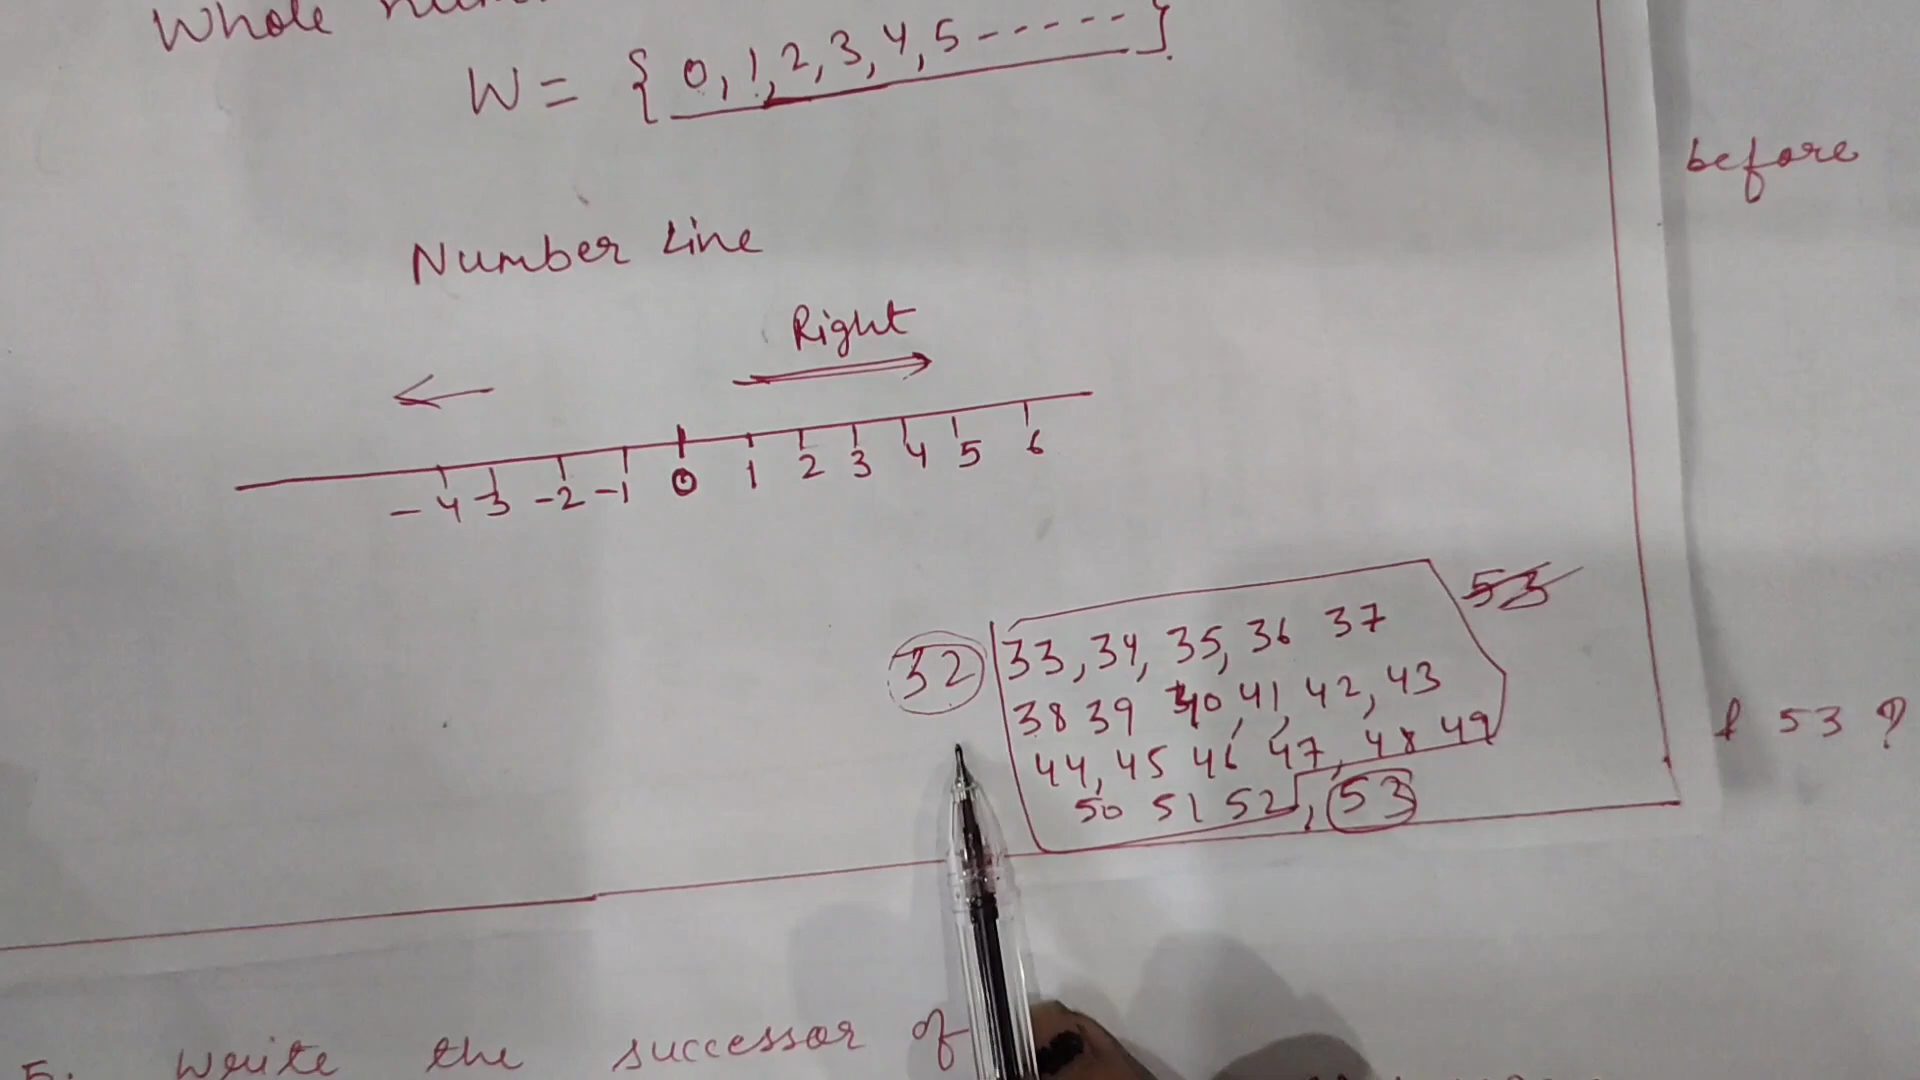 Whole
W = { 0, 1, 2, 3, 4, 5 ------ }
before
Number Line
Right
-4 -3 -2 -1 0 1 2 3 4 5 6
53
32 33, 34, 35, 36 37
38 39 40, 41, 42, 43
44, 45 46 47, 48 49
50 51 52, 53
53 ?
5. Write the successor of